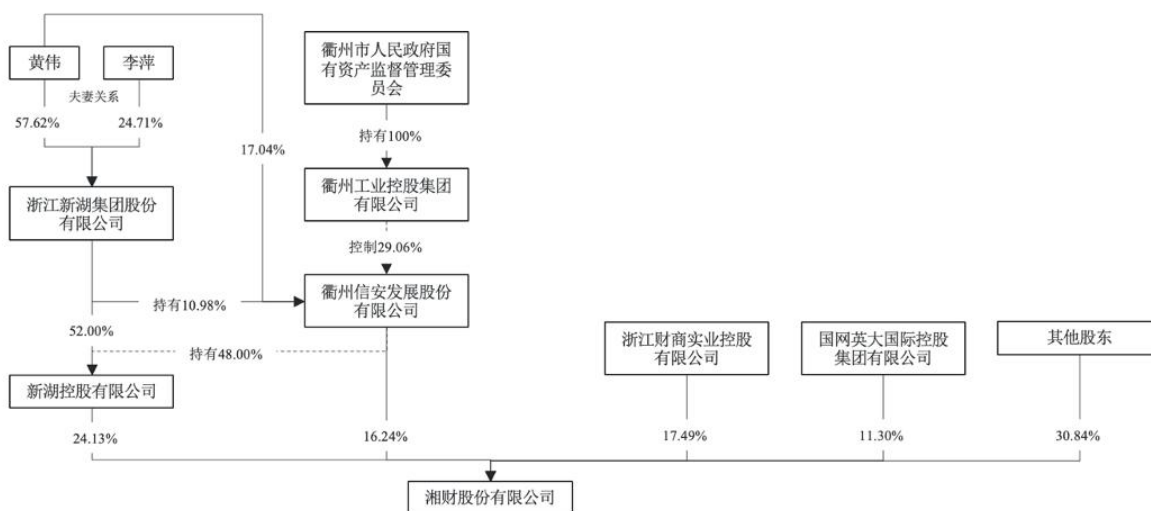 黄伟
李萍
衢州市人民政府国
有资产监督管理委
员会
夫妻关系
57.62%
24.71%
17.04%
持有100%
浙江新湖集团股份
有限公司
衢州工业控股集团
有限公司
控制29.06%
衢州信安发展股份
有限公司
持有10.98%
52.00%
持有48.00%
浙江财商实业控股
有限公司
国网英大国际控股
集团有限公司
其他股东
新湖控股有限公司
24.13%
16.24%
17.49%
11.30%
30.84%
湘财股份有限公司